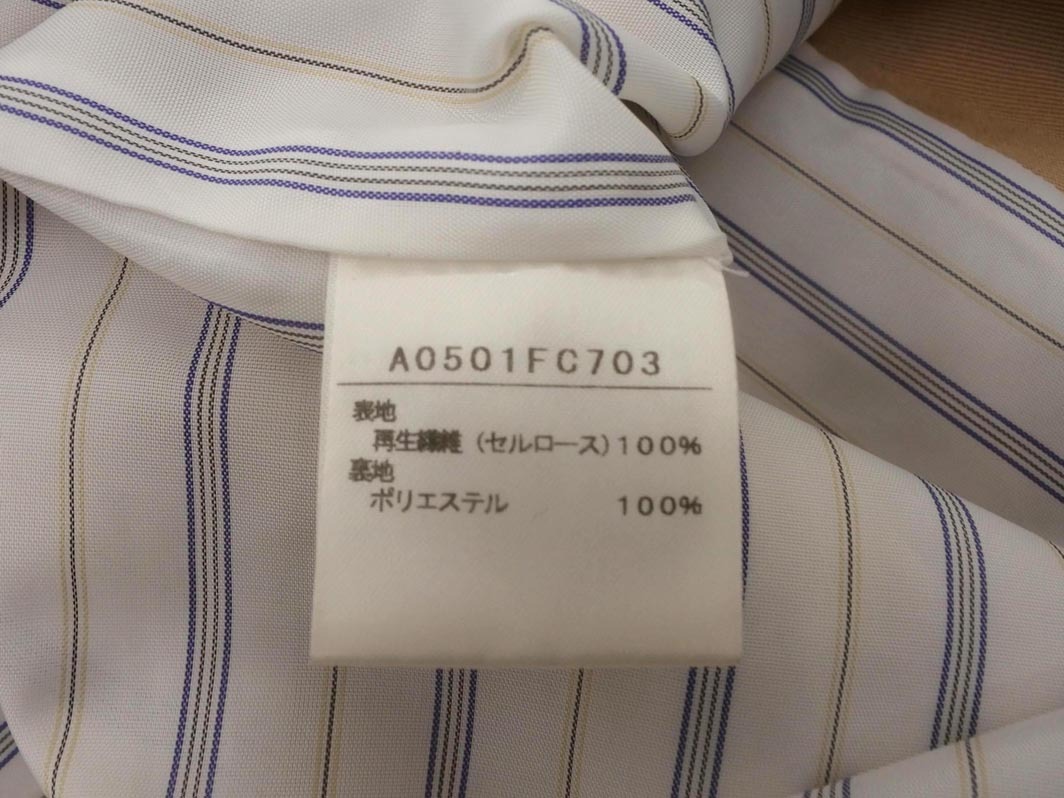 A0501FC703
表地
再生繊維（セルロース）100%
裏地
ポリエステル 100%